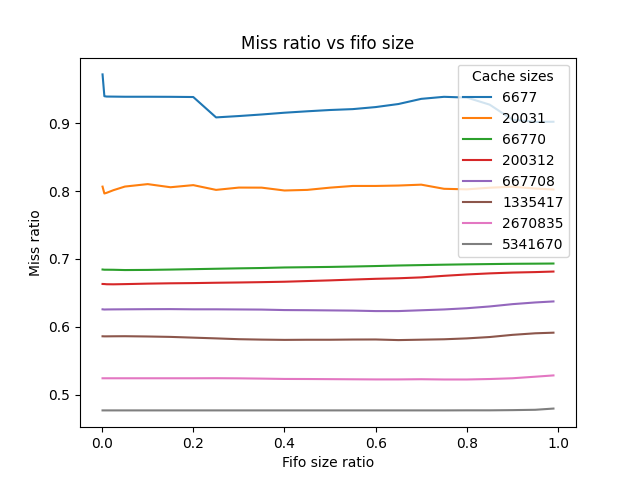 Miss ratio vs fifo size
Cache sizes
6677
20031
66770
200312
667708
1335417
2670835
5341670
0.9
0.8
0.7
0.6
0.5
Miss ratio
0.0 0.2 0.4 0.6 0.8 1.0
Fifo size ratio